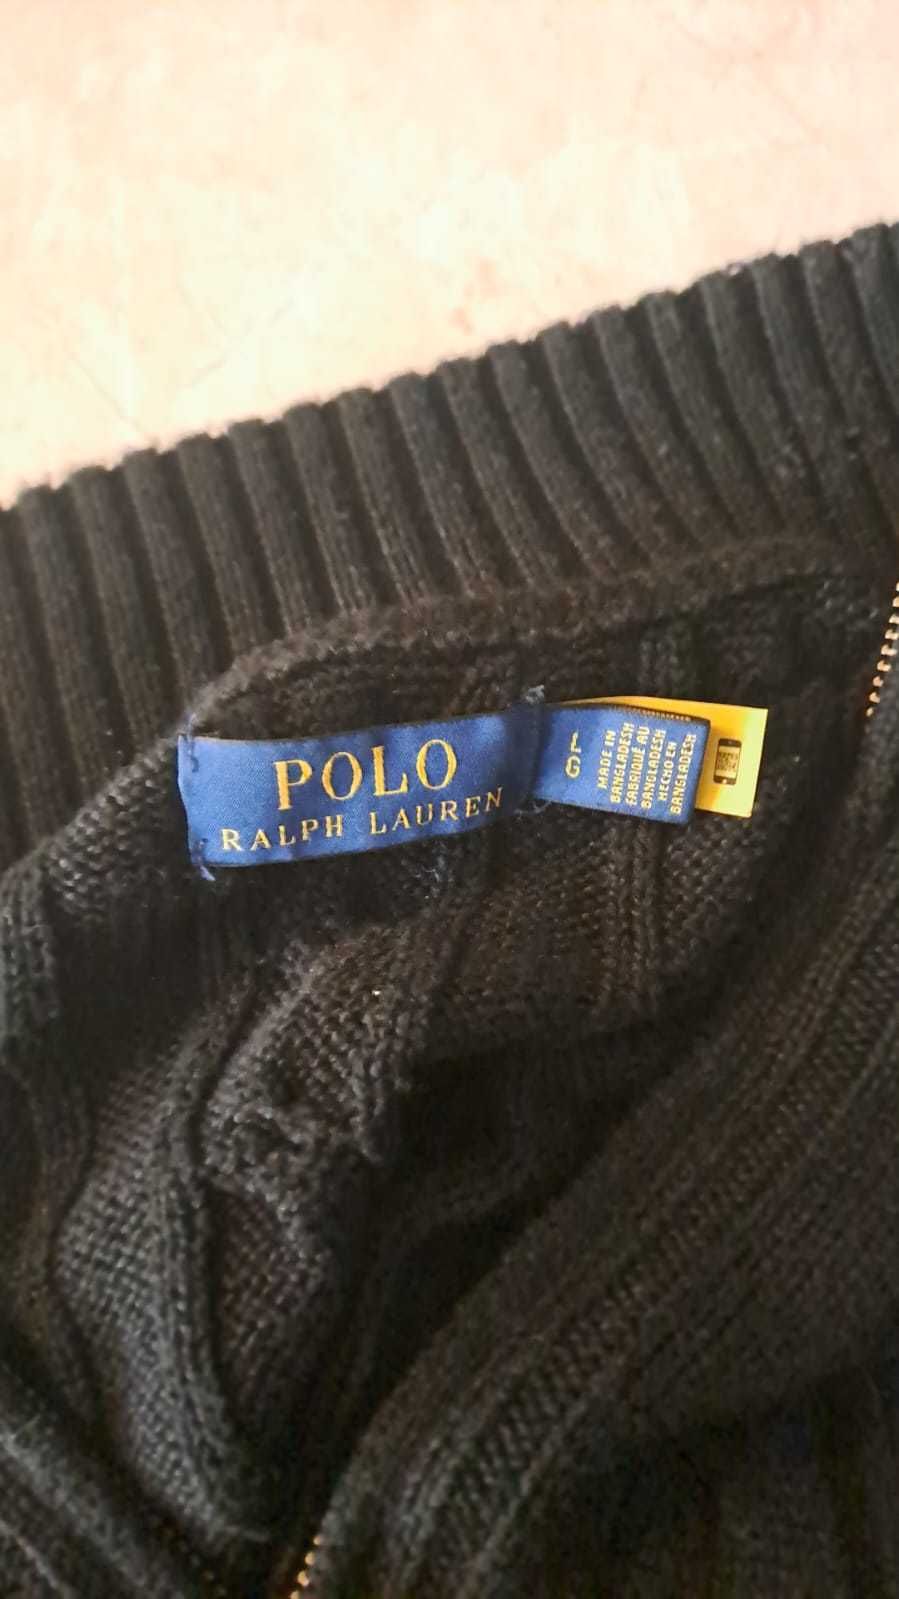 POLO
RALPH LAUREN
L
G
MADE IN
BANGLADESH
FABRIQUÉ AU
BANGLADESH
HECHO EN
BANGLADESH